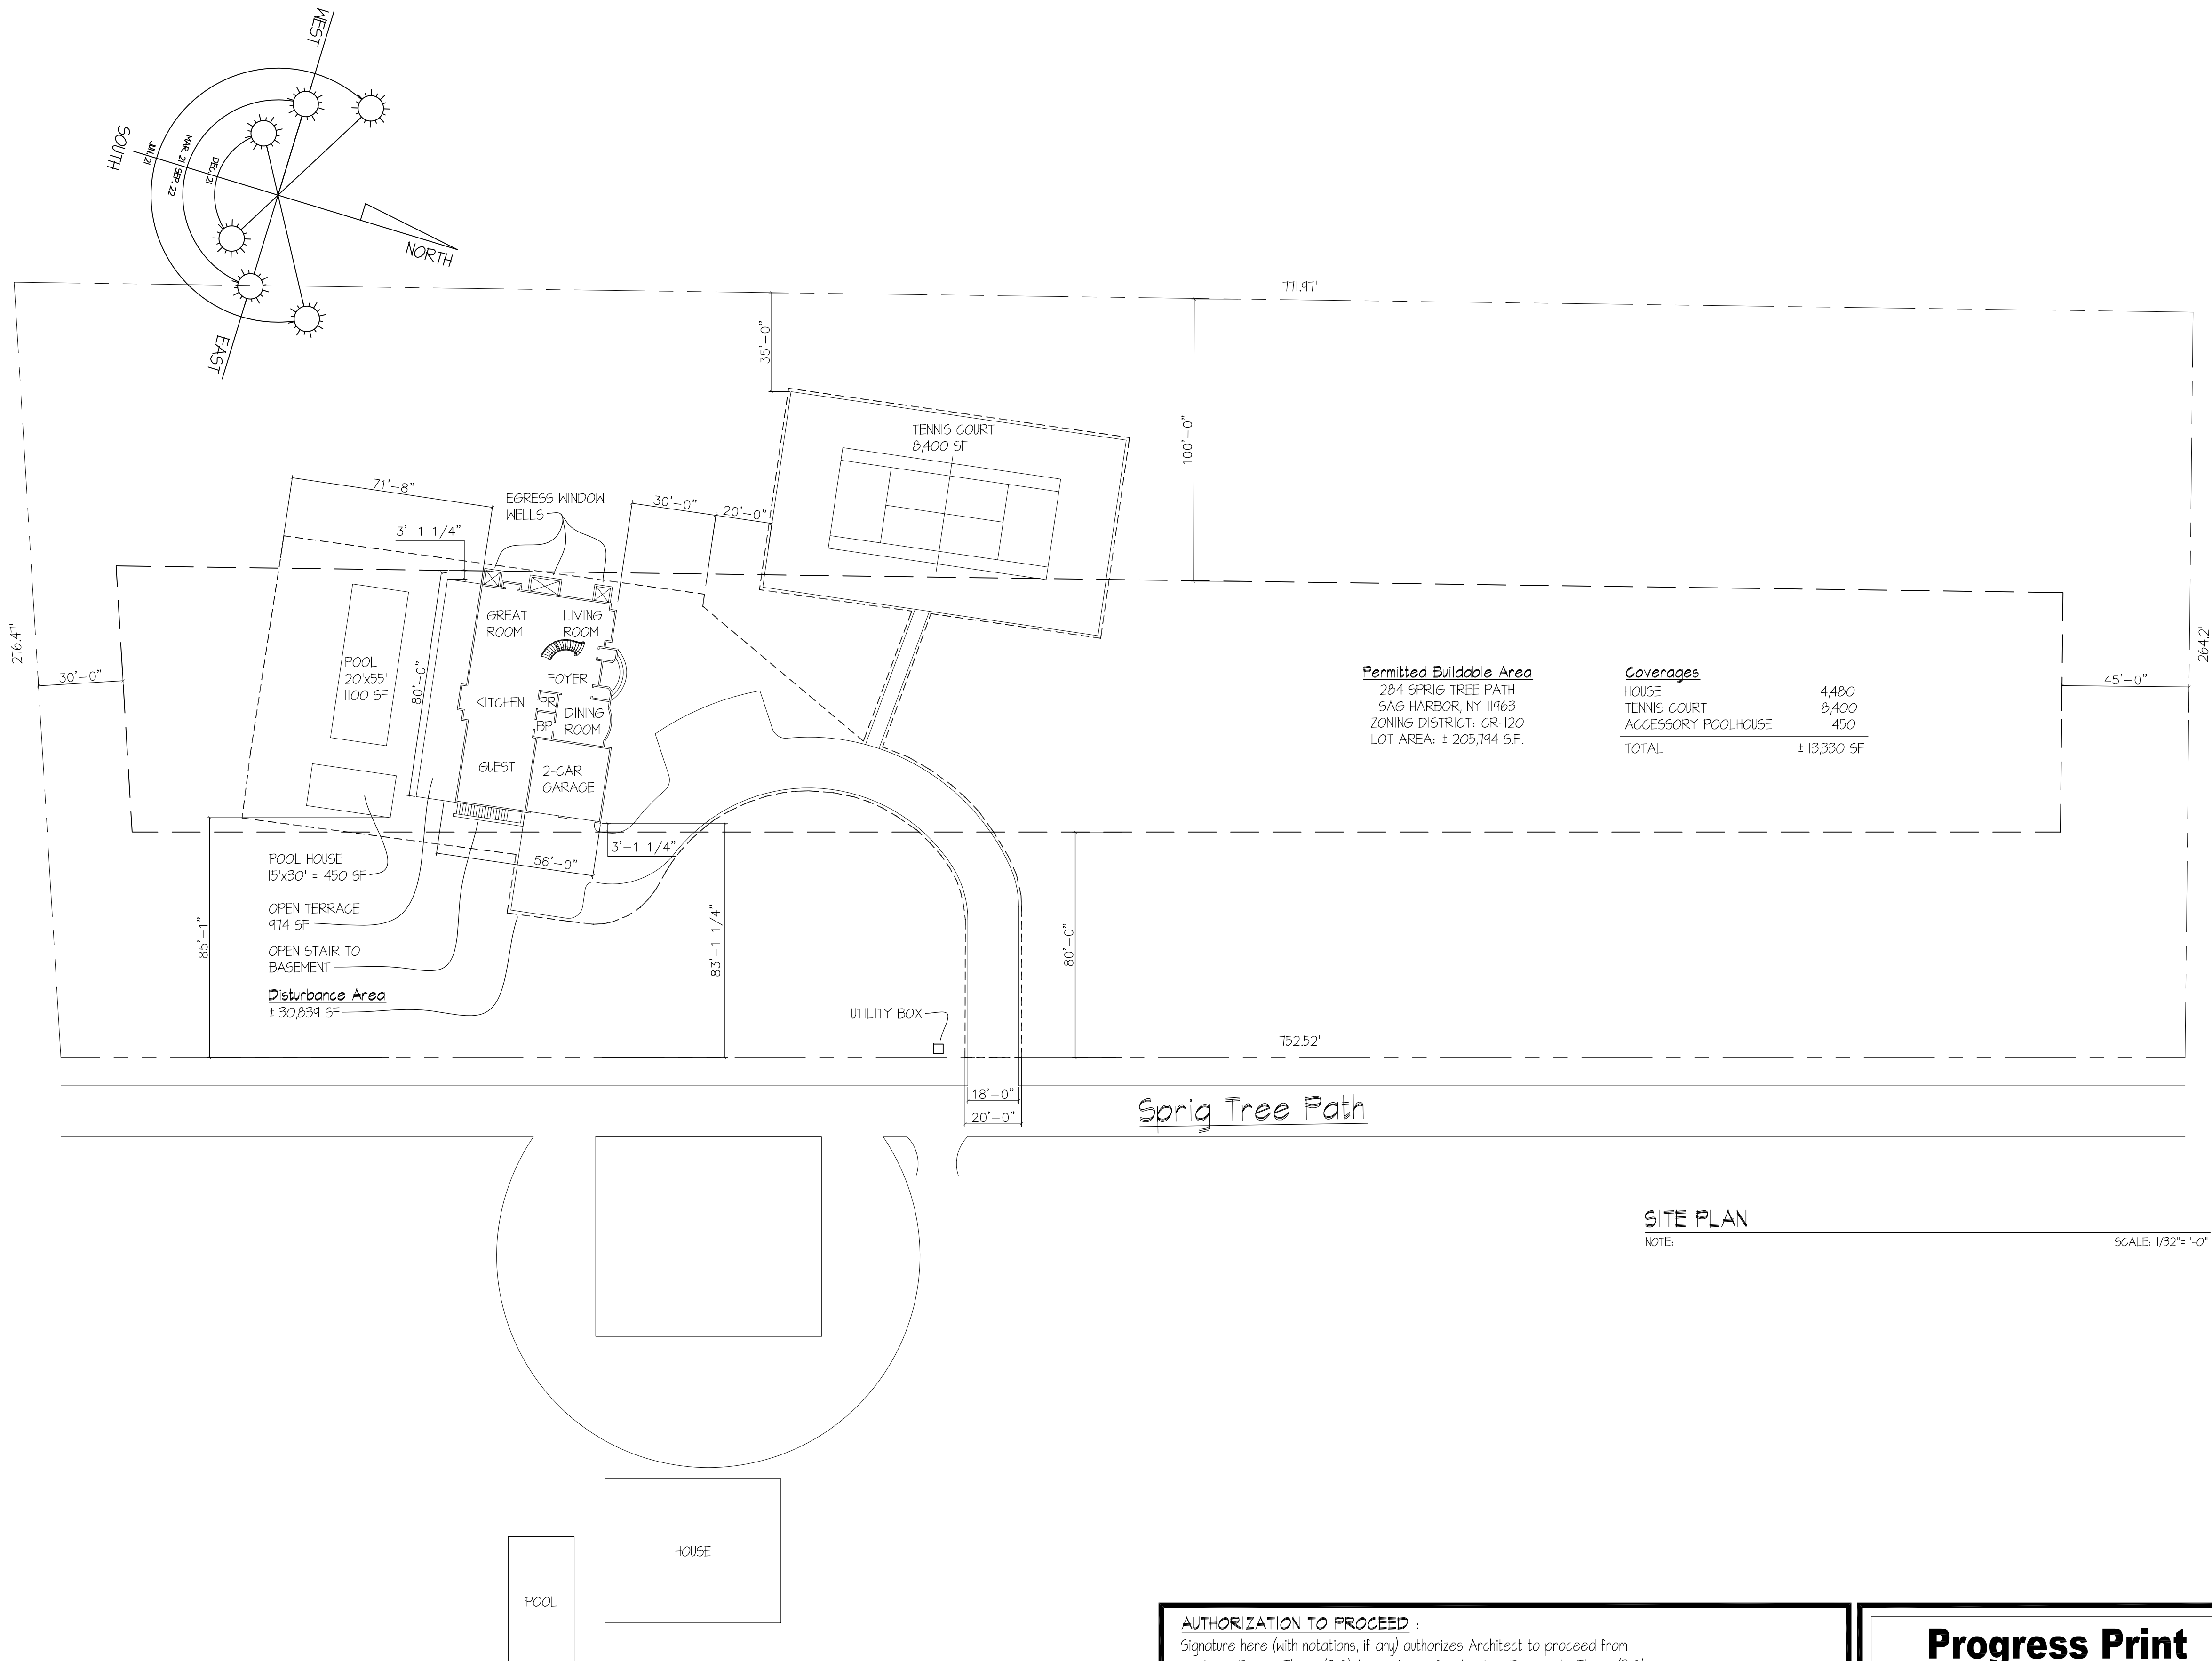 WEST
SOUTH
JUN. 21
MAR. 21 SEP. 22
DEC. 21
NORTH
EAST
771.97'
35'-0"
100'-0"
TENNIS COURT
8,400 SF
71'-8"
EGRESS WINDOW
WELLS
30'-0"
20'-0"
3'-1 1/4"
276.47'
264.2'
30'-0"
45'-0"
GREAT
ROOM
LIVING
ROOM
POOL
20'x55'
1100 SF
80'-0"
FOYER
KITCHEN
PR
BP
DINING
ROOM
GUEST
2-CAR
GARAGE
Permitted Buildable Area
284 SPRIG TREE PATH
SAG HARBOR, NY 11963
ZONING DISTRICT: CR-120
LOT AREA: ± 205,794 S.F.
Coverages
HOUSE 4,480
TENNIS COURT 8,400
ACCESSORY POOLHOUSE 450
TOTAL ± 13,330 SF
3'-1 1/4"
56'-0"
POOL HOUSE
15'x30' = 450 SF
OPEN TERRACE
974 SF
OPEN STAIR TO
BASEMENT
Disturbance Area
± 30,839 SF
85'-1"
83'-1 1/4"
80'-0"
UTILITY BOX
752.52'
18'-0"
20'-0"
Sprig Tree Path
SITE PLAN
NOTE: SCALE: 1/32"=1'-0"
HOUSE
POOL
AUTHORIZATION TO PROCEED :
Signature here (with notations, if any) authorizes Architect to proceed from
Progress Print